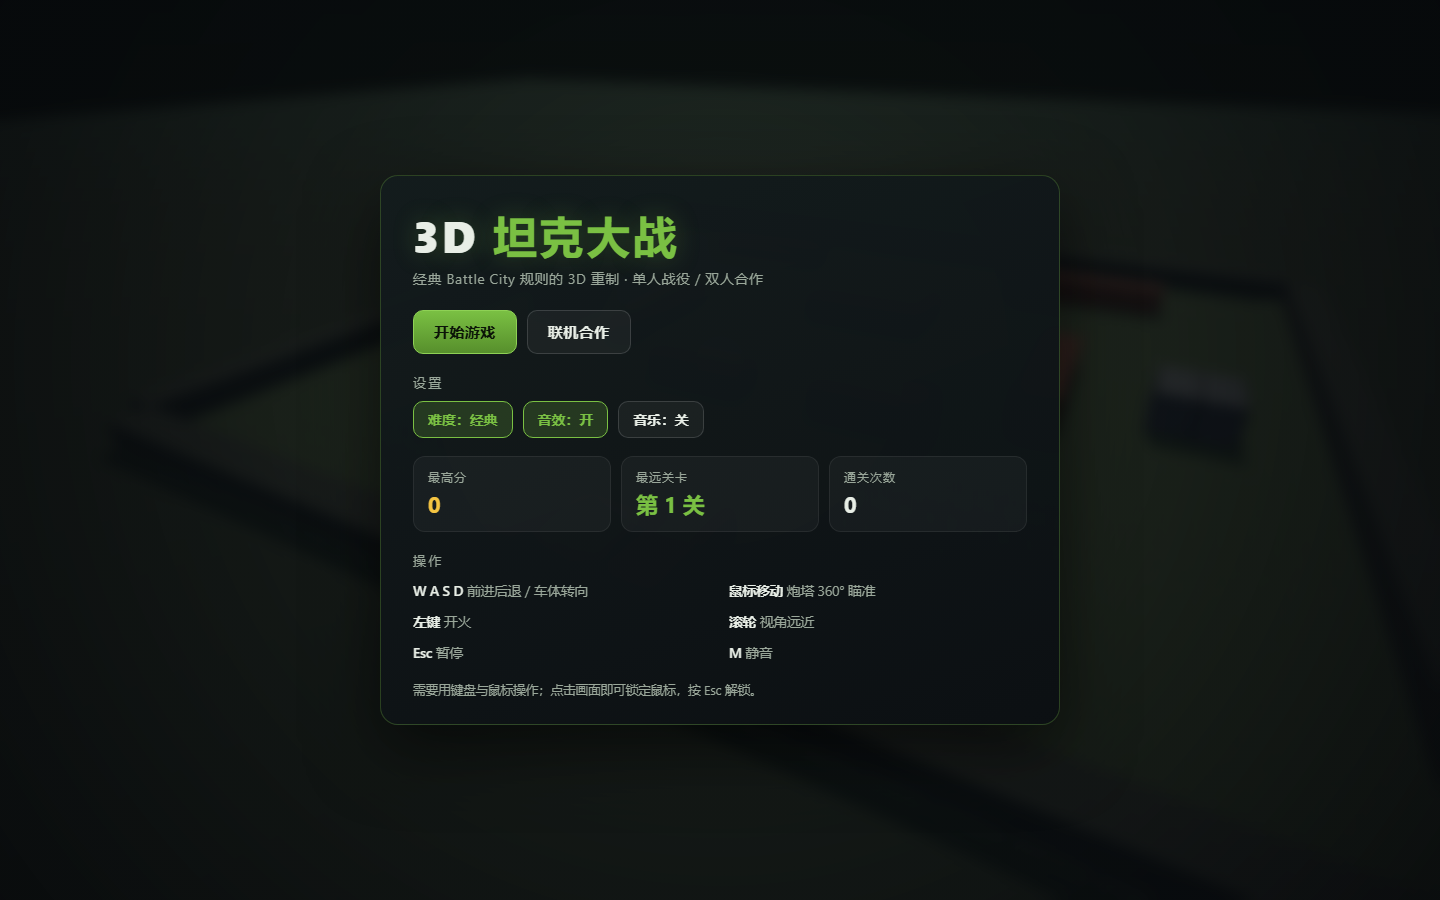 3D 坦克大战
经典 Battle City 规则的 3D 重制 · 单人战役 / 双人合作
开始游戏 联机合作
设置
难度：经典 音效：开 音乐：关
最高分 最远关卡 通关次数
0 第 1 关 0
操作
W A S D 前进后退 / 车体转向 鼠标移动 炮塔 360° 瞄准
左键 开火 滚轮 视角远近
Esc 暂停 M 静音
需要用键盘与鼠标操作；点击画面即可锁定鼠标，按 Esc 解锁。